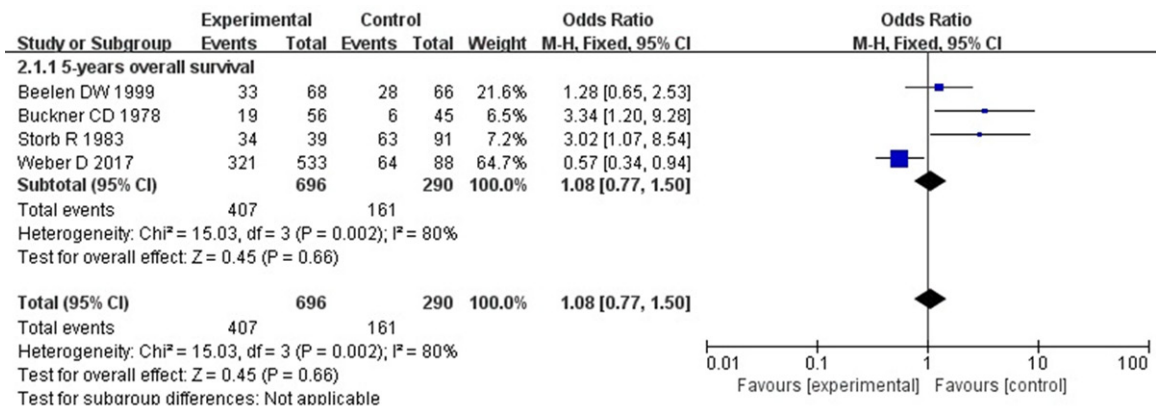 Experimental Control Odds Ratio Odds Ratio
Study or Subgroup Events Total Events Total Weight M-H, Fixed, 95% CI M-H, Fixed, 95% CI
2.1.1 5-years overall survival
Beelen DW 1999 33 68 28 66 21.6% 1.28 [0.65, 2.53]
Buckner CD 1978 19 56 6 45 6.5% 3.34 [1.20, 9.28]
Storb R 1983 34 39 63 91 7.2% 3.02 [1.07, 8.54]
Weber D 2017 321 533 64 88 64.7% 0.57 [0.34, 0.94]
Subtotal (95% CI) 696 290 100.0% 1.08 [0.77, 1.50]
Total events 407 161
Heterogeneity: Chi² = 15.03, df = 3 (P = 0.002); I² = 80%
Test for overall effect: Z = 0.45 (P = 0.66)
Total (95% CI) 696 290 100.0% 1.08 [0.77, 1.50]
Total events 407 161
Heterogeneity: Chi² = 15.03, df = 3 (P = 0.002); I² = 80%
Test for overall effect: Z = 0.45 (P = 0.66)
Test for subgroup differences: Not applicable
0.01 0.1 1 10 100
Favours [experimental] Favours [control]